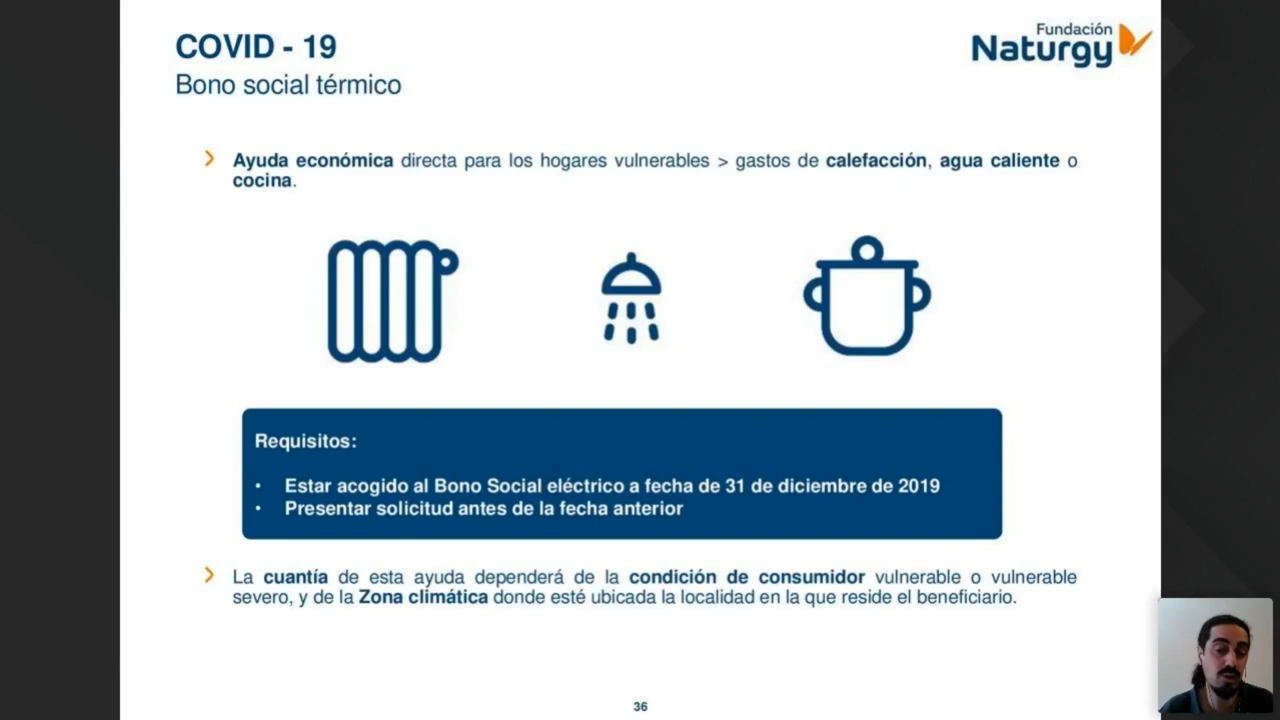 COVID - 19
Bono social térmico
Fundación
Naturgy
Ayuda económica directa para los hogares vulnerables > gastos de calefacción, agua caliente o
cocina.
Requisitos:
• Estar acogido al Bono Social eléctrico a fecha de 31 de diciembre de 2019
• Presentar solicitud antes de la fecha anterior
La cuantía de esta ayuda dependerá de la condición de consumidor vulnerable o vulnerable
severo, y de la Zona climática donde esté ubicada la localidad en la que reside el beneficiario.
36